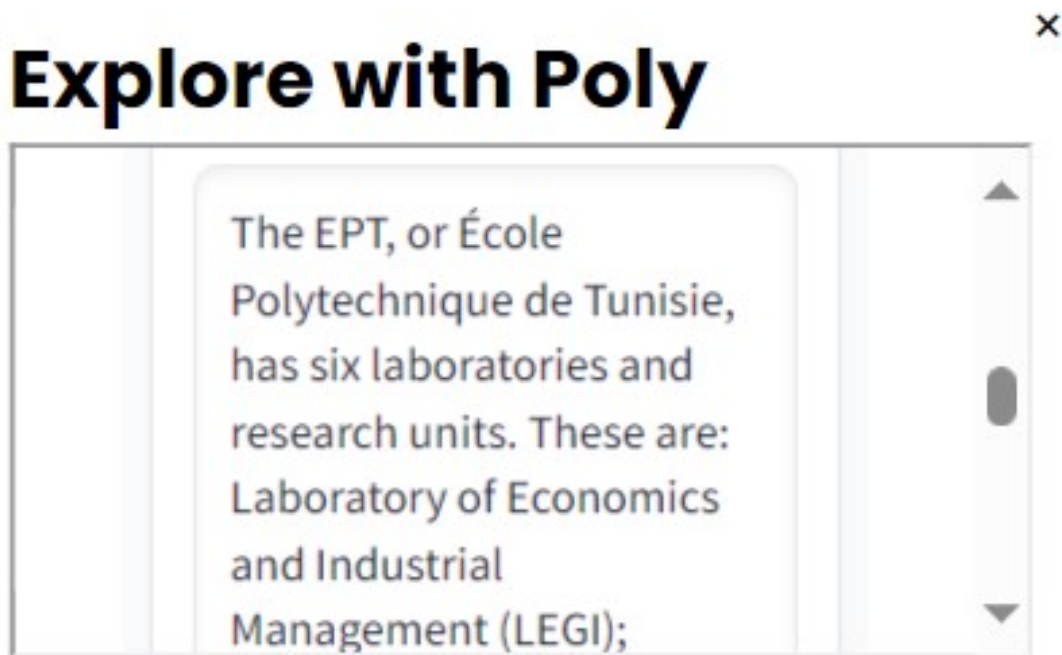 ×
Explore with Poly
The EPT, or École
Polytechnique de Tunisie,
has six laboratories and
research units. These are:
Laboratory of Economics
and Industrial
Management (LEGI);